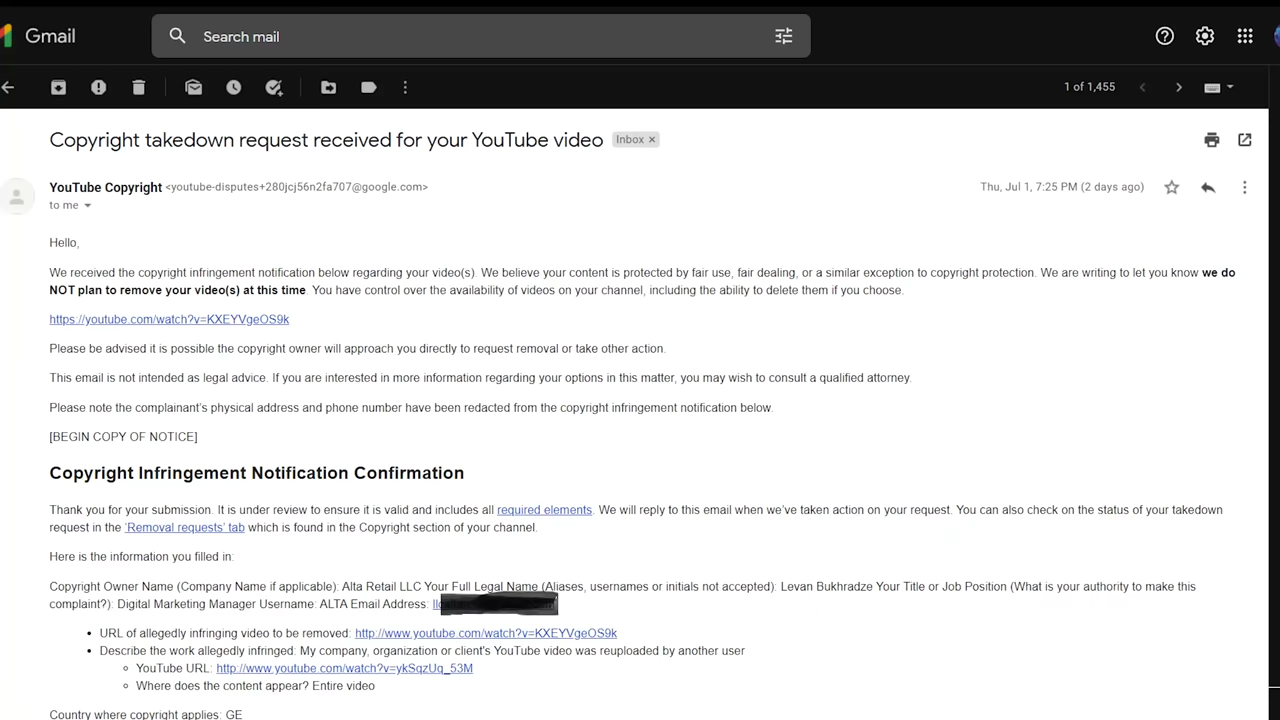 Gmail
Search mail
1 of 1,455
Copyright takedown request received for your YouTube video Inbox ×
YouTube Copyright <youtube-disputes+280jcj56n2fa707@google.com>
Thu, Jul 1, 7:25 PM (2 days ago)
to me
Hello,
We received the copyright infringement notification below regarding your video(s). We believe your content is protected by fair use, fair dealing, or a similar exception to copyright protection. We are writing to let you know we do
NOT plan to remove your video(s) at this time. You have control over the availability of videos on your channel, including the ability to delete them if you choose.
https://youtube.com/watch?v=KXEYVgeOS9k
Please be advised it is possible the copyright owner will approach you directly to request removal or take other action.
This email is not intended as legal advice. If you are interested in more information regarding your options in this matter, you may wish to consult a qualified attorney.
Please note the complainant's physical address and phone number have been redacted from the copyright infringement notification below.
[BEGIN COPY OF NOTICE]
Copyright Infringement Notification Confirmation
Thank you for your submission. It is under review to ensure it is valid and includes all required elements. We will reply to this email when we've taken action on your request. You can also check on the status of your takedown
request in the 'Removal requests' tab which is found in the Copyright section of your channel.
Here is the information you filled in:
Copyright Owner Name (Company Name if applicable): Alta Retail LLC Your Full Legal Name (Aliases, usernames or initials not accepted): Levan Bukhradze Your Title or Job Position (What is your authority to make this
complaint?): Digital Marketing Manager Username: ALTA Email Address:
• URL of allegedly infringing video to be removed: http://www.youtube.com/watch?v=KXEYVgeOS9k
• Describe the work allegedly infringed: My company, organization or client's YouTube video was reuploaded by another user
YouTube URL: http://www.youtube.com/watch?v=ykSqzUq_53M
Where does the content appear? Entire video
Country where copyright applies: GE